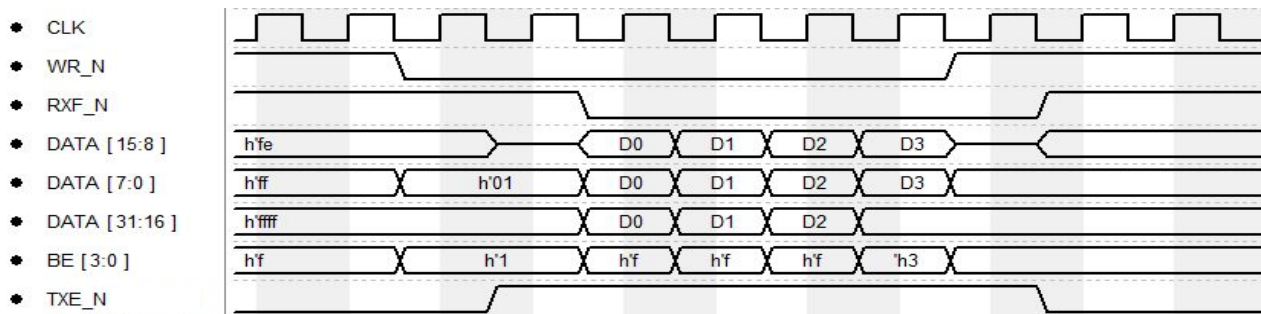 CLK
WR_N
RXF_N
DATA [ 15:8 ] h'fe D0 D1 D2 D3
DATA [ 7:0 ] h'ff h'01 D0 D1 D2 D3
DATA [ 31:16 ] h'ffff D0 D1 D2
BE [ 3:0 ] h'f h'1 h'f h'f h'f 'h3
TXE_N